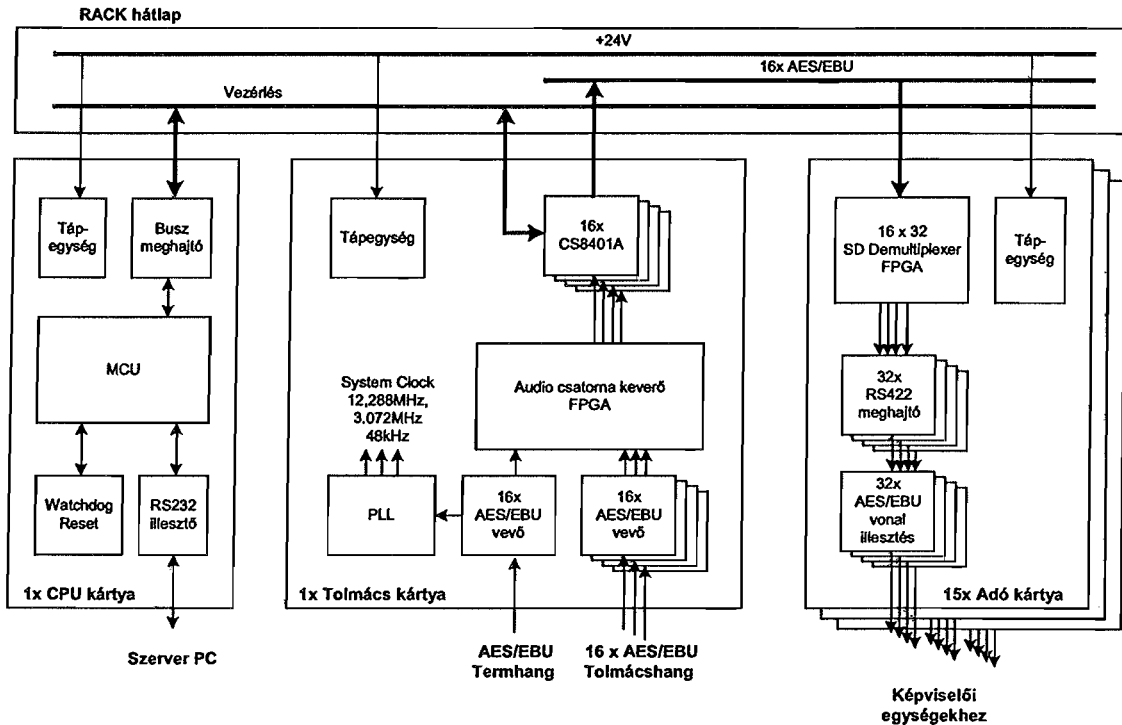 RACK hátlap
+24V
16x AES/EBU
Vezérlés
Táp-
egység
Busz
meghajtó
MCU
Watchdog
Reset
RS232
illesztő
1x CPU kártya
Szerver PC
Tápegység
16x
CS8401A
Audio csatorna keverő
FPGA
System Clock
12,288MHz,
3.072MHz
48kHz
PLL
16x
AES/EBU
vevő
16x
AES/EBU
vevő
1x Tolmács kártya
AES/EBU
Termhang
16 x AES/EBU
Tolmácshang
16 x 32
SD Demultiplexer
FPGA
Táp-
egység
32x
RS422
meghajtó
32x
AES/EBU
vonal
illesztés
15x Adó kártya
Képviselői
egységekhez